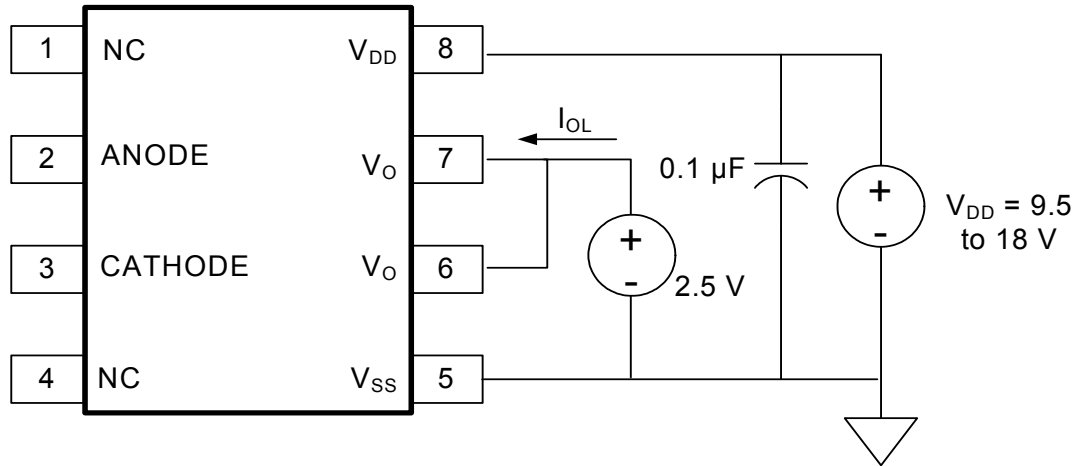 1 NC V_DD 8
2 ANODE V_O 7
I_OL
3 CATHODE V_O 6
4 NC V_SS 5
0.1 µF
+
-
2.5 V
+
-
V_DD = 9.5
to 18 V